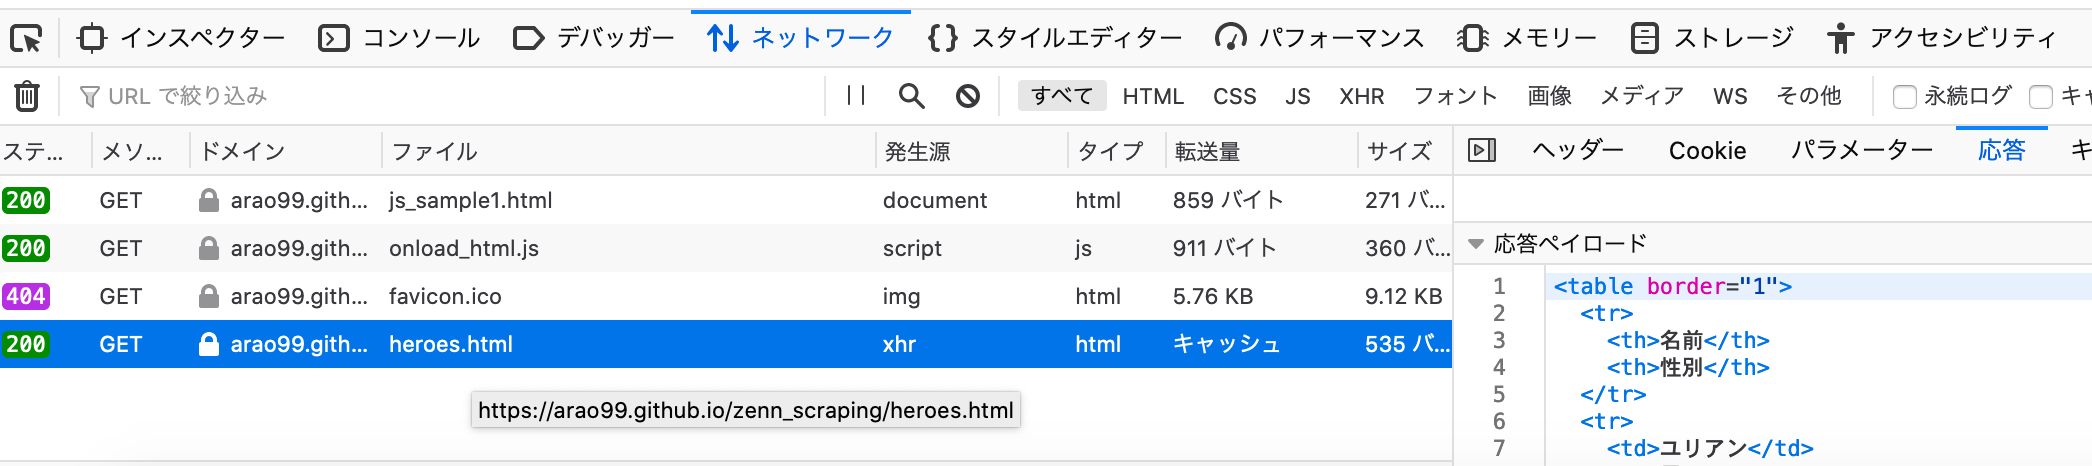 インスペクター コンソール デバッガー ネットワーク スタイルエディター パフォーマンス メモリー ストレージ アクセシビリティ
URL で絞り込み すべて HTML CSS JS XHR フォント 画像 メディア WS その他 永続ログ キャ
ステ... メソ... ドメイン ファイル 発生源 タイプ 転送量 サイズ
200 GET arao99.gith... js_sample1.html document html 859 バイト 271 バ...
200 GET arao99.gith... onload_html.js script js 911 バイト 360 バ...
404 GET arao99.gith... favicon.ico img html 5.76 KB 9.12 KB
200 GET arao99.gith... heroes.html xhr html キャッシュ 535 バ...
https://arao99.github.io/zenn_scraping/heroes.html
ヘッダー Cookie パラメーター 応答 キ
応答ペイロード
1 <table border="1">
2 <tr>
3 <th>名前</th>
4 <th>性別</th>
5 </tr>
6 <tr>
7 <td>ユリアン</td>